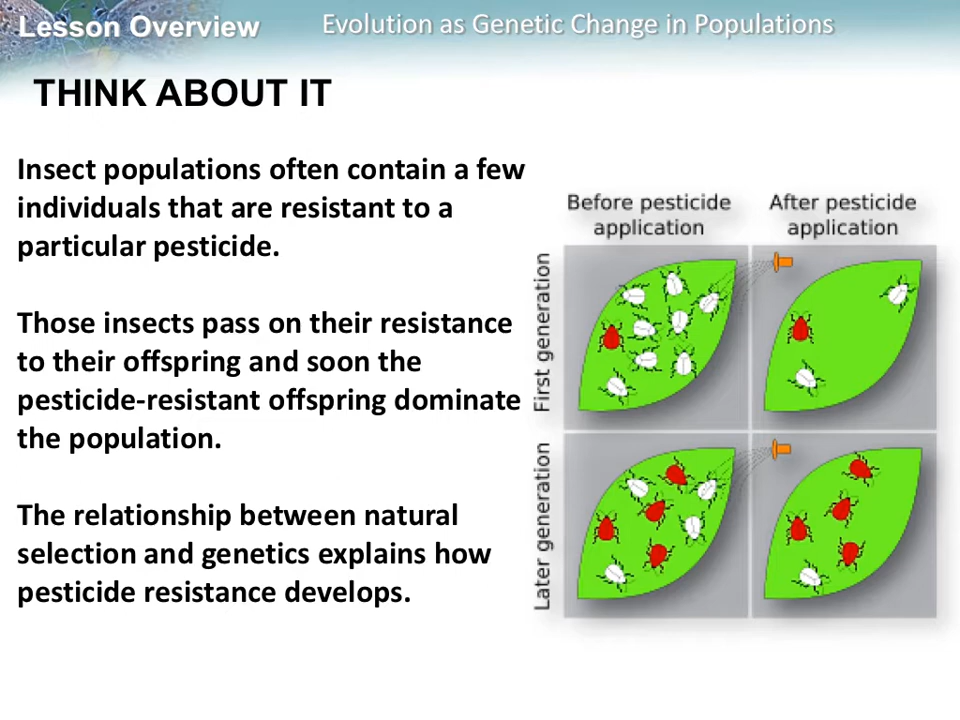 Lesson Overview
Evolution as Genetic Change in Populations
THINK ABOUT IT
Insect populations often contain a few
individuals that are resistant to a
particular pesticide.
Those insects pass on their resistance
to their offspring and soon the
pesticide-resistant offspring dominate
the population.
The relationship between natural
selection and genetics explains how
pesticide resistance develops.
Before pesticide
application
After pesticide
application
First generation
Later generation